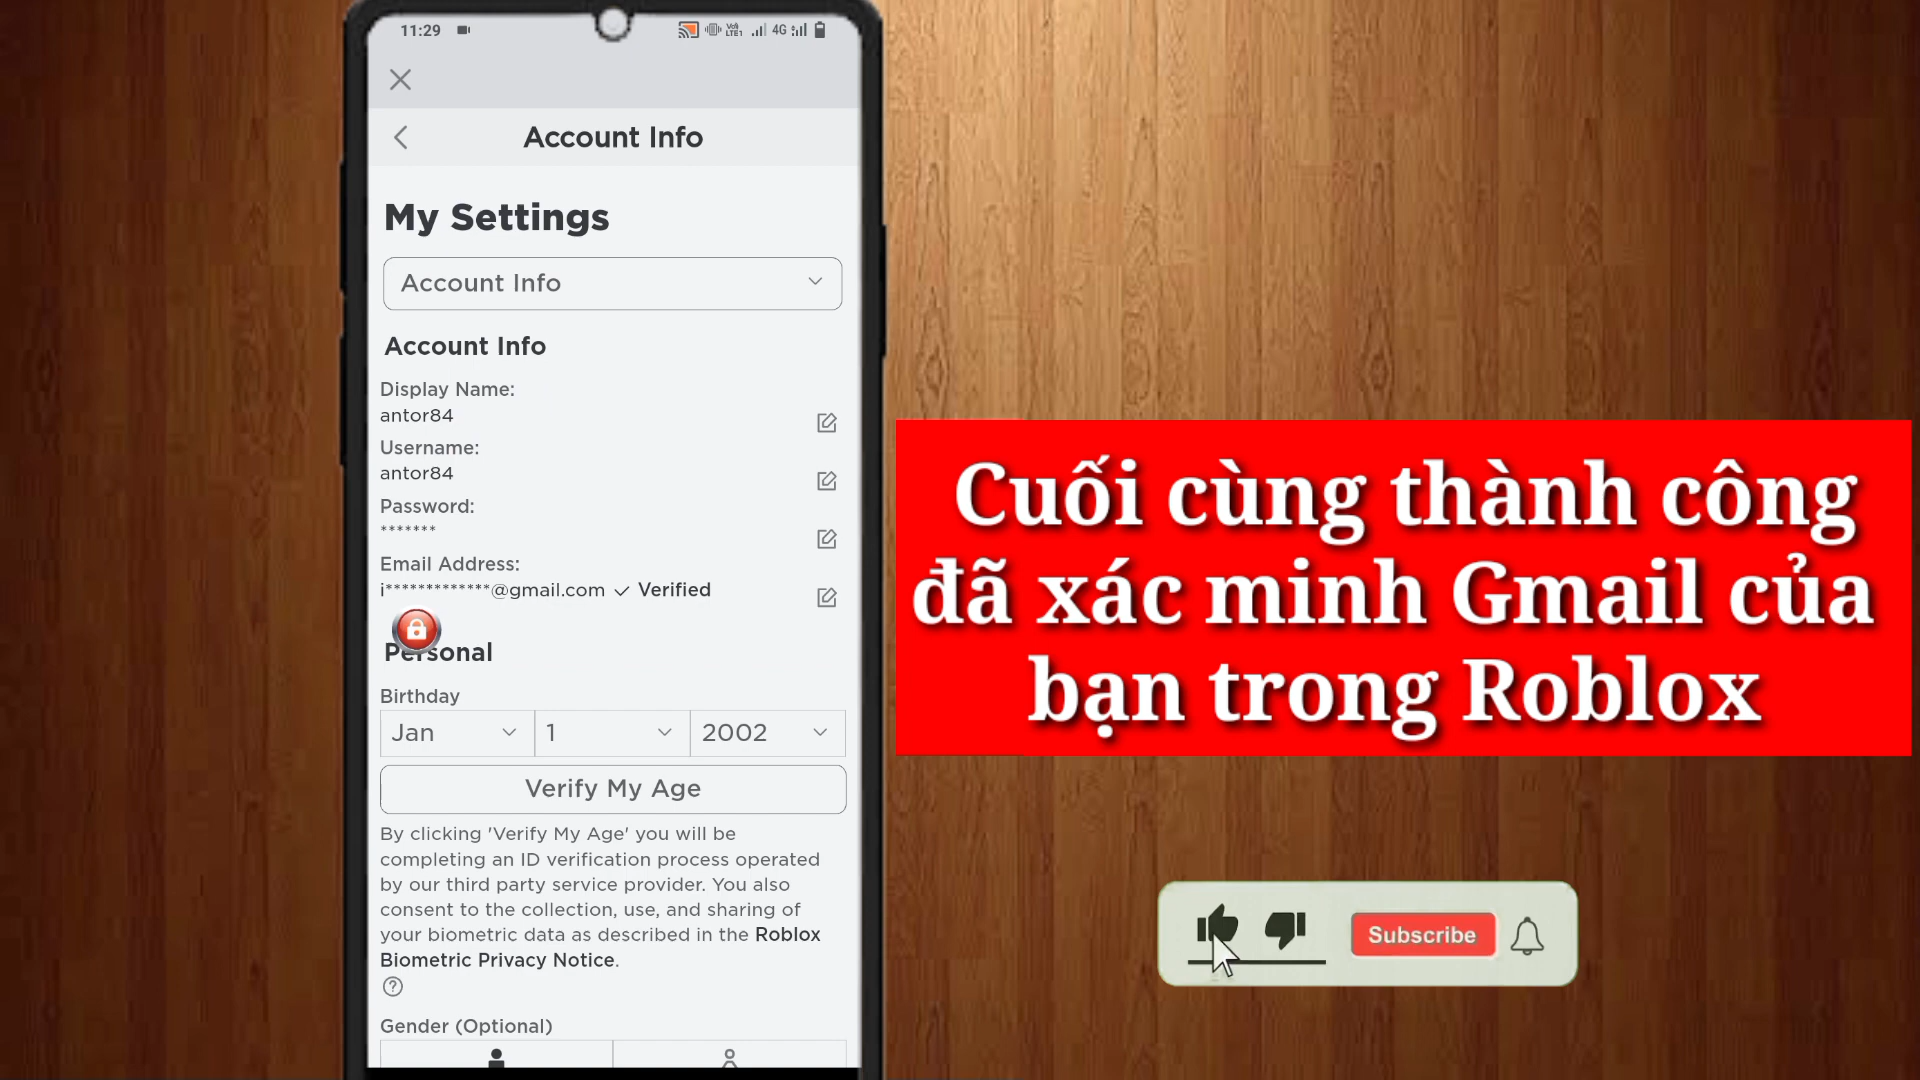 11:29
Vo)) LTE1 4G
Account Info
My Settings
Account Info
Account Info
Display Name:
antor84
Username:
antor84
Password:
*******
Email Address:
i*************@gmail.com ✓ Verified
Personal
Birthday
Jan 1 2002
Verify My Age
By clicking 'Verify My Age' you will be
completing an ID verification process operated
by our third party service provider. You also
consent to the collection, use, and sharing of
your biometric data as described in the Roblox
Biometric Privacy Notice.
Gender (Optional)
Cuối cùng thành công
đã xác minh Gmail của
bạn trong Roblox
Subscribe